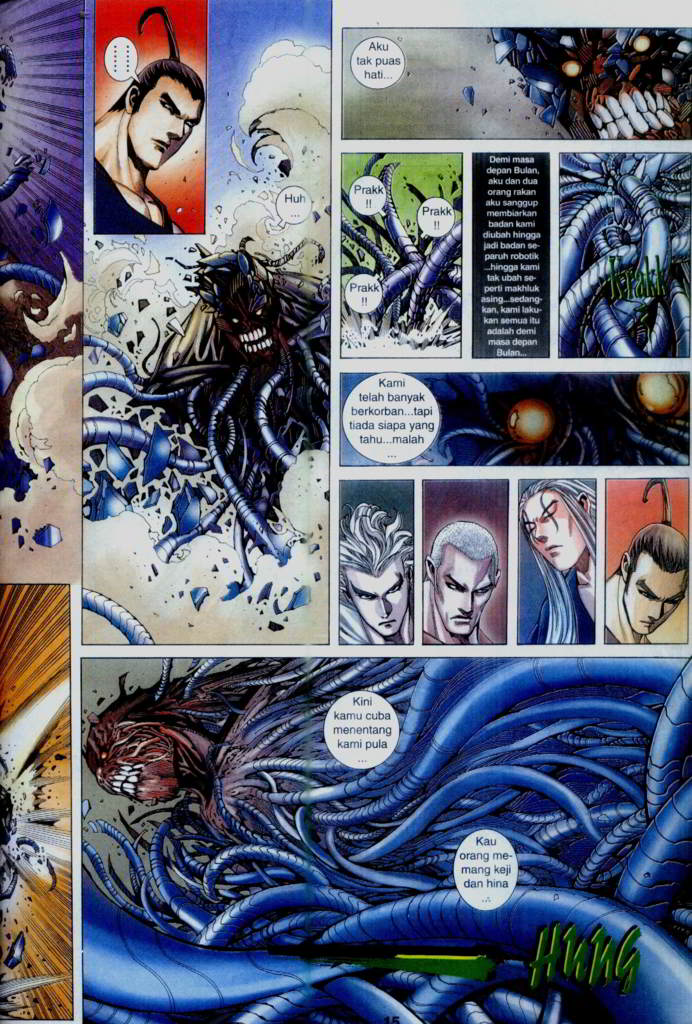 ......
Huh
...
Aku
tak puas
hati...
Prakk
!!
Prakk
!!
Prakk
!!
Demi masa
depan Bulan,
aku dan dua
orang rakan
aku sanggup
membiarkan
badan kami
diubah hingga
jadi badan se-
paruh robotik
...hingga kami
tak ubah se-
perti makhluk
asing...sedang-
kan, kami laku-
kan semua itu
adalah demi
masa depan
Bulan...
Krakk
Kami
telah banyak
berkorban...tapi
tiada siapa yang
tahu...malah
...
Kini
kamu cuba
menentang
kami pula
...
Kau
orang me-
mang keji
dan hina
...
HUUG
15